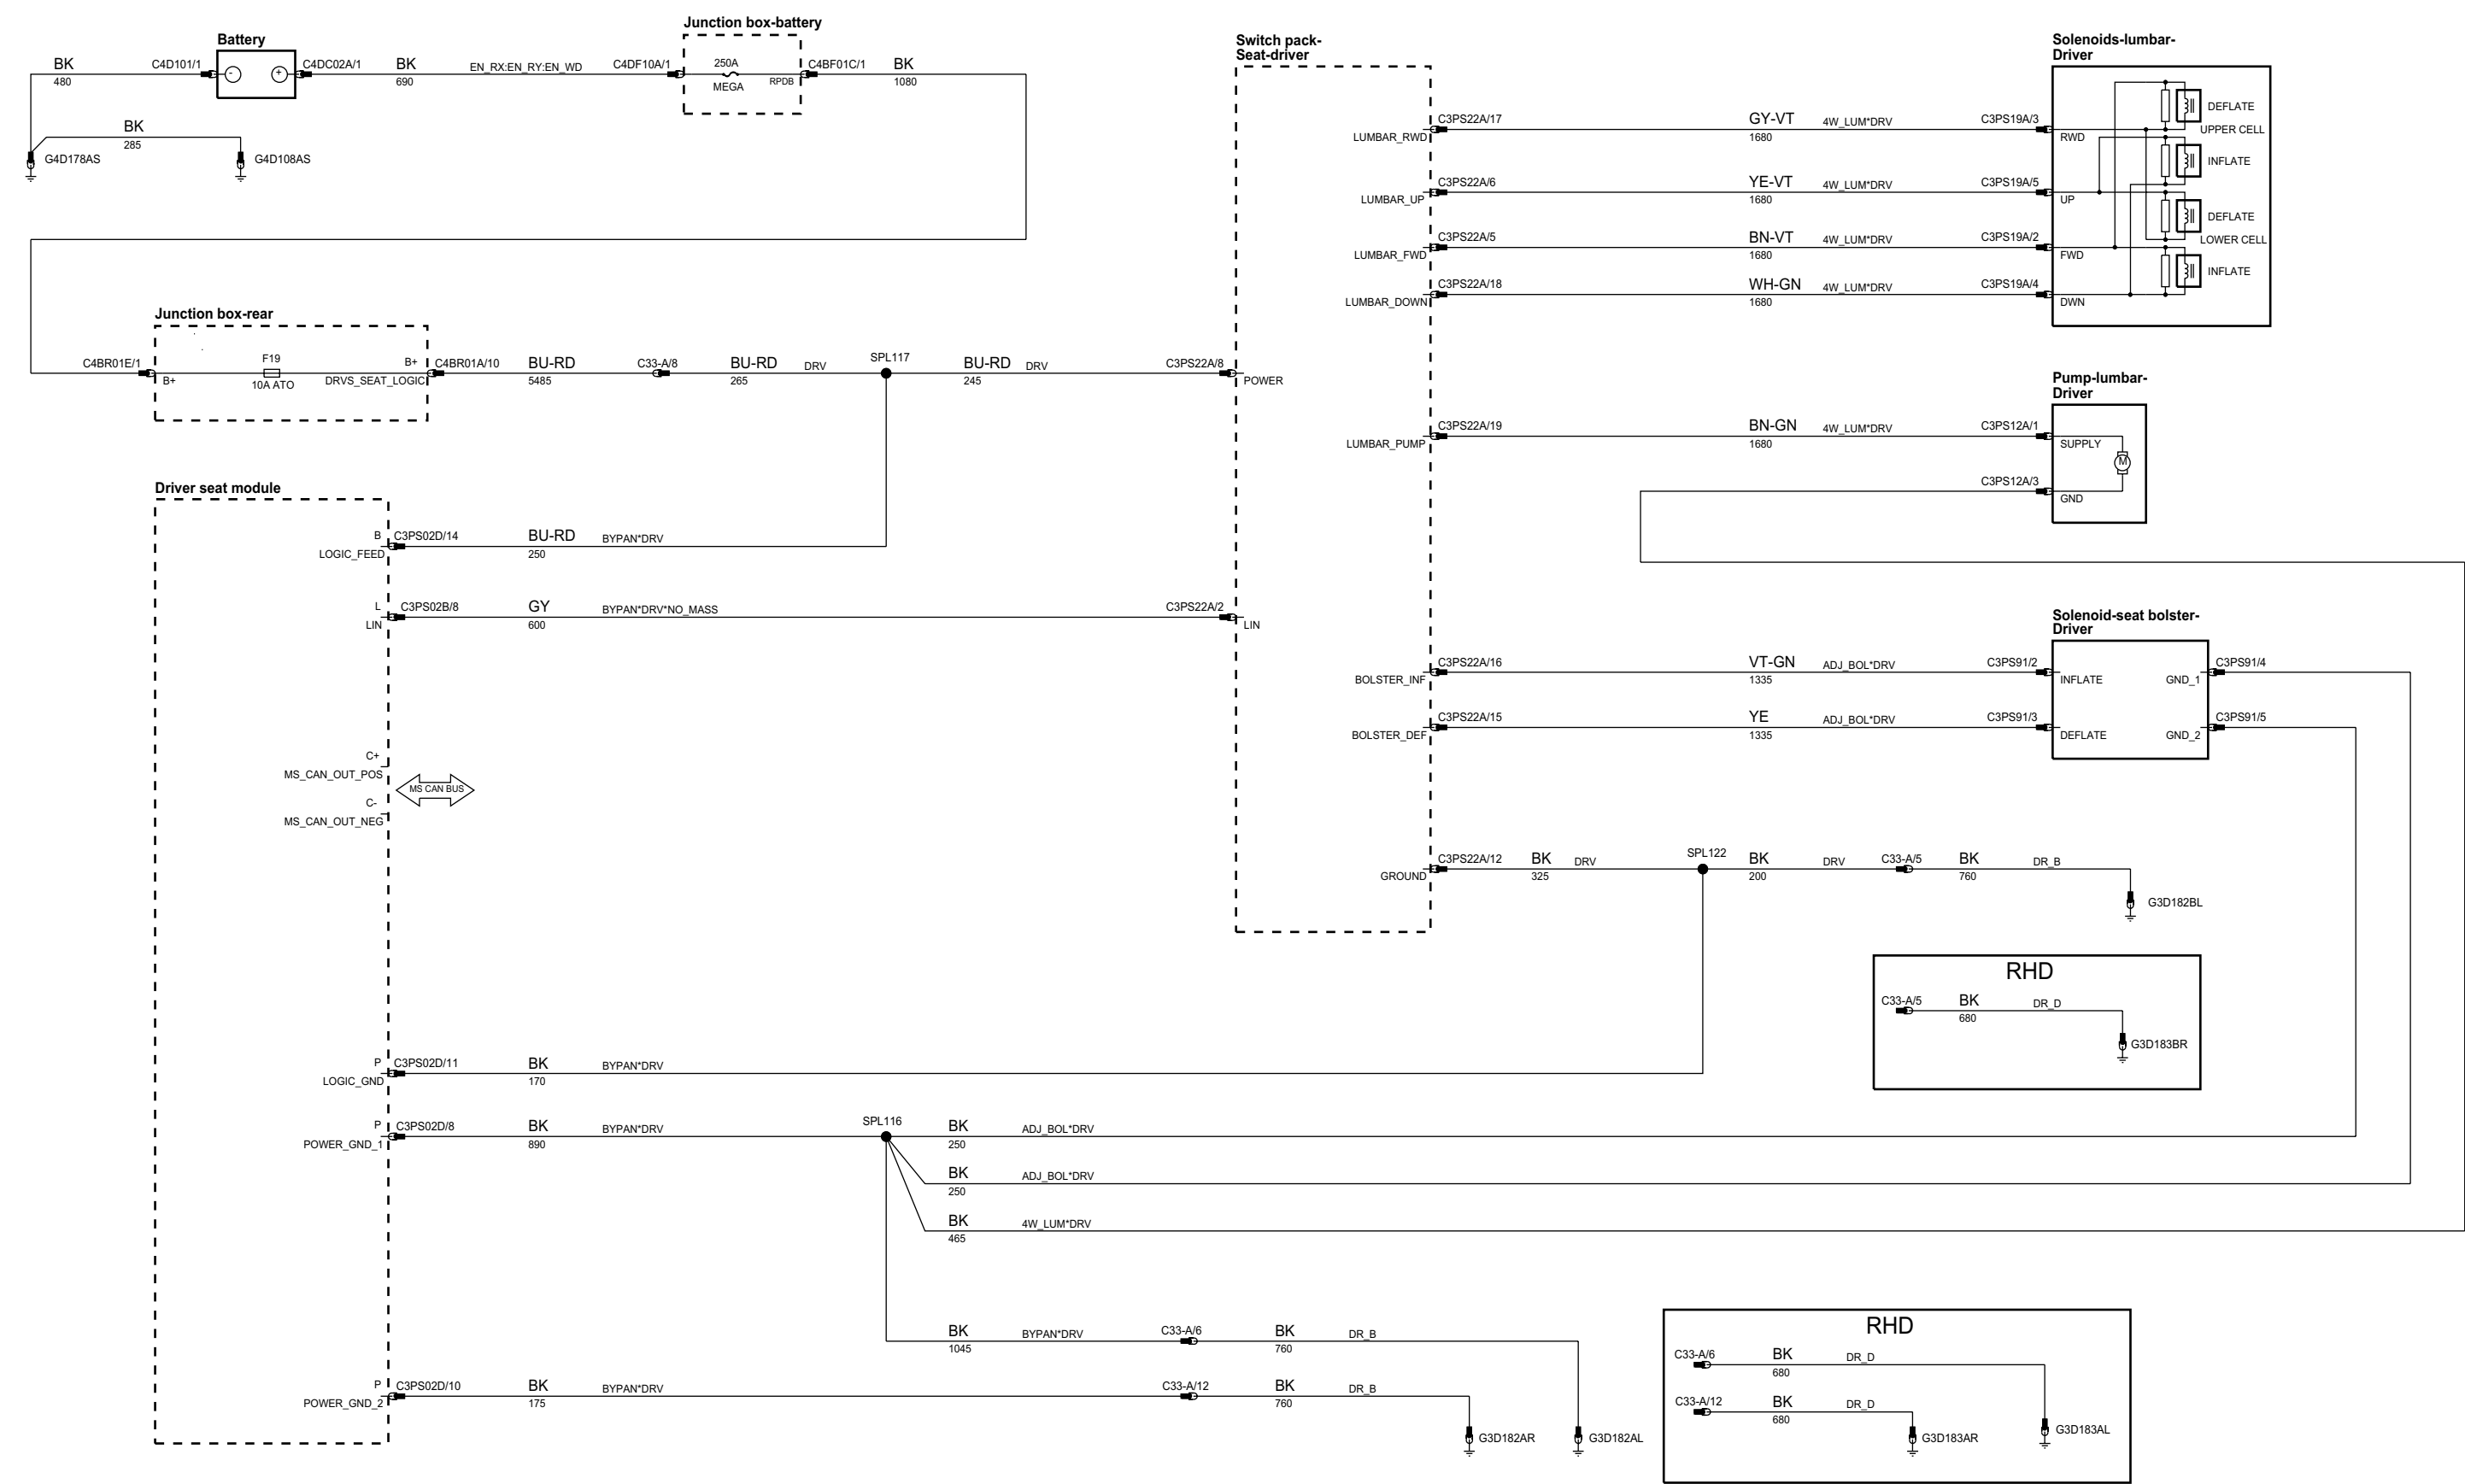 Battery
BK
480
C4D101/1
-
+
C4DC02A/1
BK
690
EN_RX:EN_RY:EN_WD
C4DF10A/1
Junction box-battery
250A
MEGA
RPDB
C4BF01C/1
BK
1080
BK
285
G4D178AS
G4D108AS
Junction box-rear
C4BR01E/1
B+
F19
10A ATO
B+
DRVS_SEAT_LOGIC
C4BR01A/10
BU-RD
5485
C33-A/8
BU-RD
265
DRV
SPL117
BU-RD
245
DRV
C3PS22A/8
POWER
Switch pack-
Seat-driver
LUMBAR_RWD
C3PS22A/17
GY-VT
1680
4W_LUM*DRV
C3PS19A/3
LUMBAR_UP
C3PS22A/6
YE-VT
1680
4W_LUM*DRV
C3PS19A/5
LUMBAR_FWD
C3PS22A/5
BN-VT
1680
4W_LUM*DRV
C3PS19A/2
LUMBAR_DOWN
C3PS22A/18
WH-GN
1680
4W_LUM*DRV
C3PS19A/4
Solenoids-lumbar-
Driver
RWD
UP
FWD
DWN
DEFLATE
UPPER CELL
INFLATE
DEFLATE
LOWER CELL
INFLATE
LUMBAR_PUMP
C3PS22A/19
BN-GN
1680
4W_LUM*DRV
C3PS12A/1
C3PS12A/3
Pump-lumbar-
Driver
SUPPLY
M
GND
Driver seat module
B
LOGIC_FEED
C3PS02D/14
BU-RD
250
BYPAN*DRV
L
LIN
C3PS02B/8
GY
600
BYPAN*DRV*NO_MASS
C3PS22A/2
LIN
BOLSTER_INF
C3PS22A/16
VT-GN
1335
ADJ_BOL*DRV
C3PS91/2
BOLSTER_DEF
C3PS22A/15
YE
1335
ADJ_BOL*DRV
C3PS91/3
Solenoid-seat bolster-
Driver
INFLATE
GND_1
DEFLATE
GND_2
C3PS91/4
C3PS91/5
C+
MS_CAN_OUT_POS
MS CAN BUS
C-
MS_CAN_OUT_NEG
GROUND
C3PS22A/12
BK
325
DRV
SPL122
BK
200
DRV
C33-A/5
BK
760
DR_B
G3D182BL
RHD
C33-A/5
BK
680
DR_D
G3D183BR
P
LOGIC_GND
C3PS02D/11
BK
170
BYPAN*DRV
P
POWER_GND_1
C3PS02D/8
BK
890
BYPAN*DRV
SPL116
BK
250
ADJ_BOL*DRV
BK
250
ADJ_BOL*DRV
BK
465
4W_LUM*DRV
BK
1045
BYPAN*DRV
C33-A/6
BK
760
DR_B
P
POWER_GND_2
C3PS02D/10
BK
175
BYPAN*DRV
C33-A/12
BK
760
DR_B
G3D182AR
G3D182AL
RHD
C33-A/6
BK
680
DR_D
C33-A/12
BK
680
DR_D
G3D183AR
G3D183AL